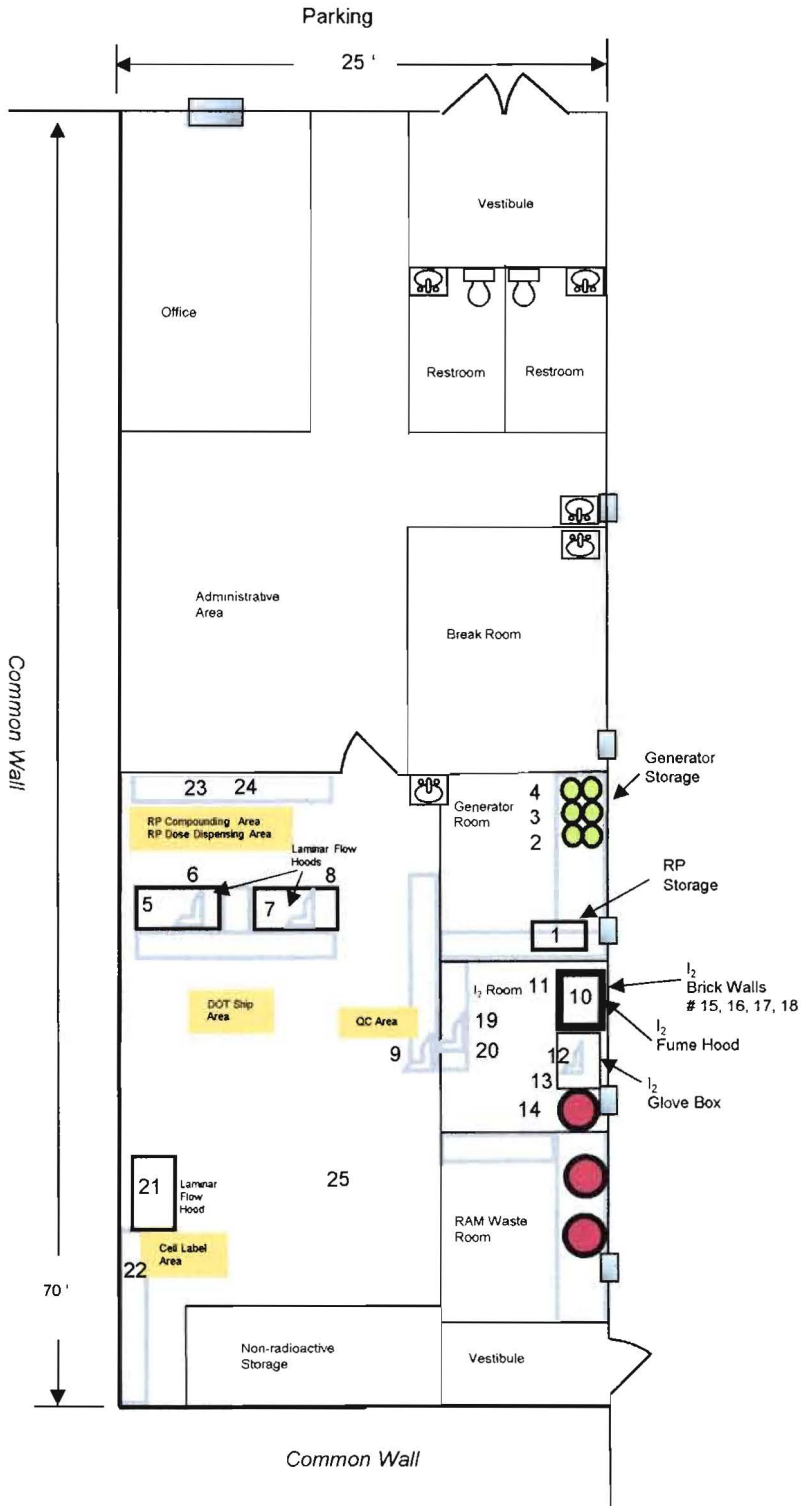 Parking
25 '
Vestibule
Office
Restroom
Restroom
Administrative
Area
Break Room
Common Wall
23 24
4
3
2
Generator
Room
Generator
Storage
RP Compounding Area
RP Dose Dispensing Area
Laminar Flow
Hoods
6
8
5
7
RP
Storage
1
DOT Ship
Area
QC Area
I₂ Room
11
10
I₂
Brick Walls
# 15, 16, 17, 18
19
20
9
12
13
14
I₂
Fume Hood
I₂
Glove Box
21
Laminar
Flow
Hood
25
RAM Waste
Room
Cell Label
Area
22
70 '
Non-radioactive
Storage
Vestibule
Common Wall